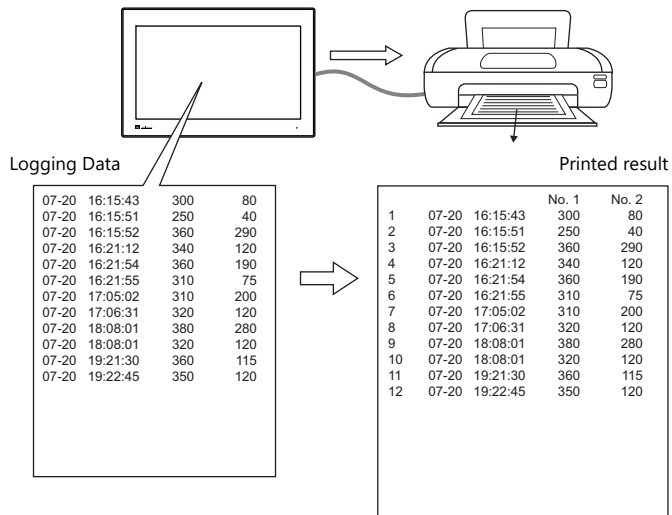 Logging Data
07-20 16:15:43 300 80
07-20 16:15:51 250 40
07-20 16:15:52 360 290
07-20 16:21:12 340 120
07-20 16:21:54 360 190
07-20 16:21:55 310 75
07-20 17:05:02 310 200
07-20 17:06:31 320 120
07-20 18:08:01 380 280
07-20 18:08:01 320 120
07-20 19:21:30 360 115
07-20 19:22:45 350 120
Printed result
No. 1 No. 2
1 07-20 16:15:43 300 80
2 07-20 16:15:51 250 40
3 07-20 16:15:52 360 290
4 07-20 16:21:12 340 120
5 07-20 16:21:54 360 190
6 07-20 16:21:55 310 75
7 07-20 17:05:02 310 200
8 07-20 17:06:31 320 120
9 07-20 18:08:01 380 280
10 07-20 18:08:01 320 120
11 07-20 19:21:30 360 115
12 07-20 19:22:45 350 120